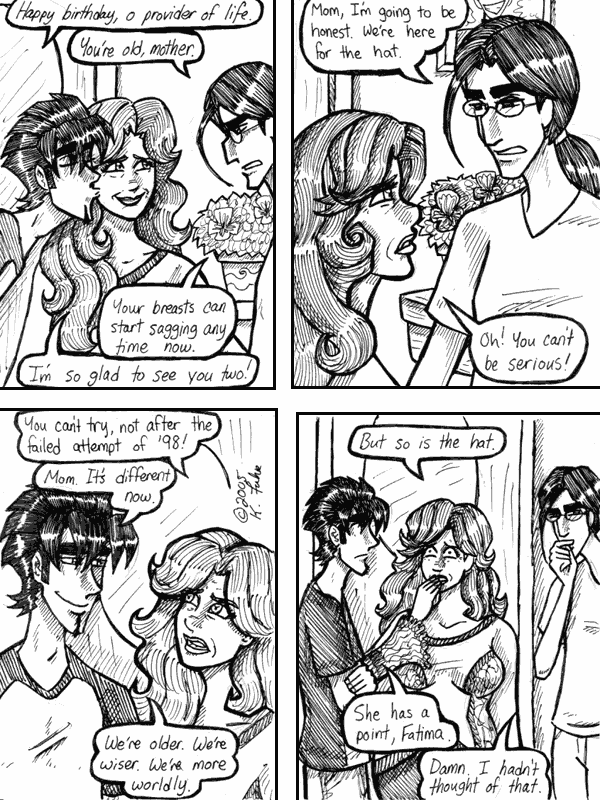 Happy birthday, o provider of life.
You're old, mother.
Your breasts can
start sagging any
time now.
I'm so glad to see you two!
Mom, I'm going to be
honest. We're here
for the hat.
Oh! You can't
be serious!
You can't try, not after the
failed attempt of '98!
Mom. It's different
now.
©2005
K. Fuhr
We're older. We're
wiser. We're more
worldly.
But so is the hat.
She has a
point, Fatima.
Damn. I hadn't
thought of that.